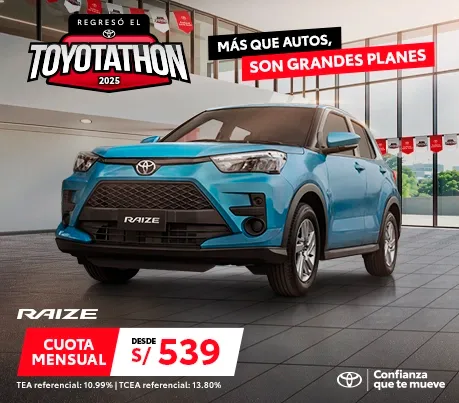 REGRESÓ EL
TOYOTATHON
2025
MÁS QUE AUTOS,
SON GRANDES PLANES
RAIZE
RAIZE
CUOTA
MENSUAL
DESDE
S/ 539
TEA referencial: 10.99% | TCEA referencial: 13.80%
Confianza
que te mueve